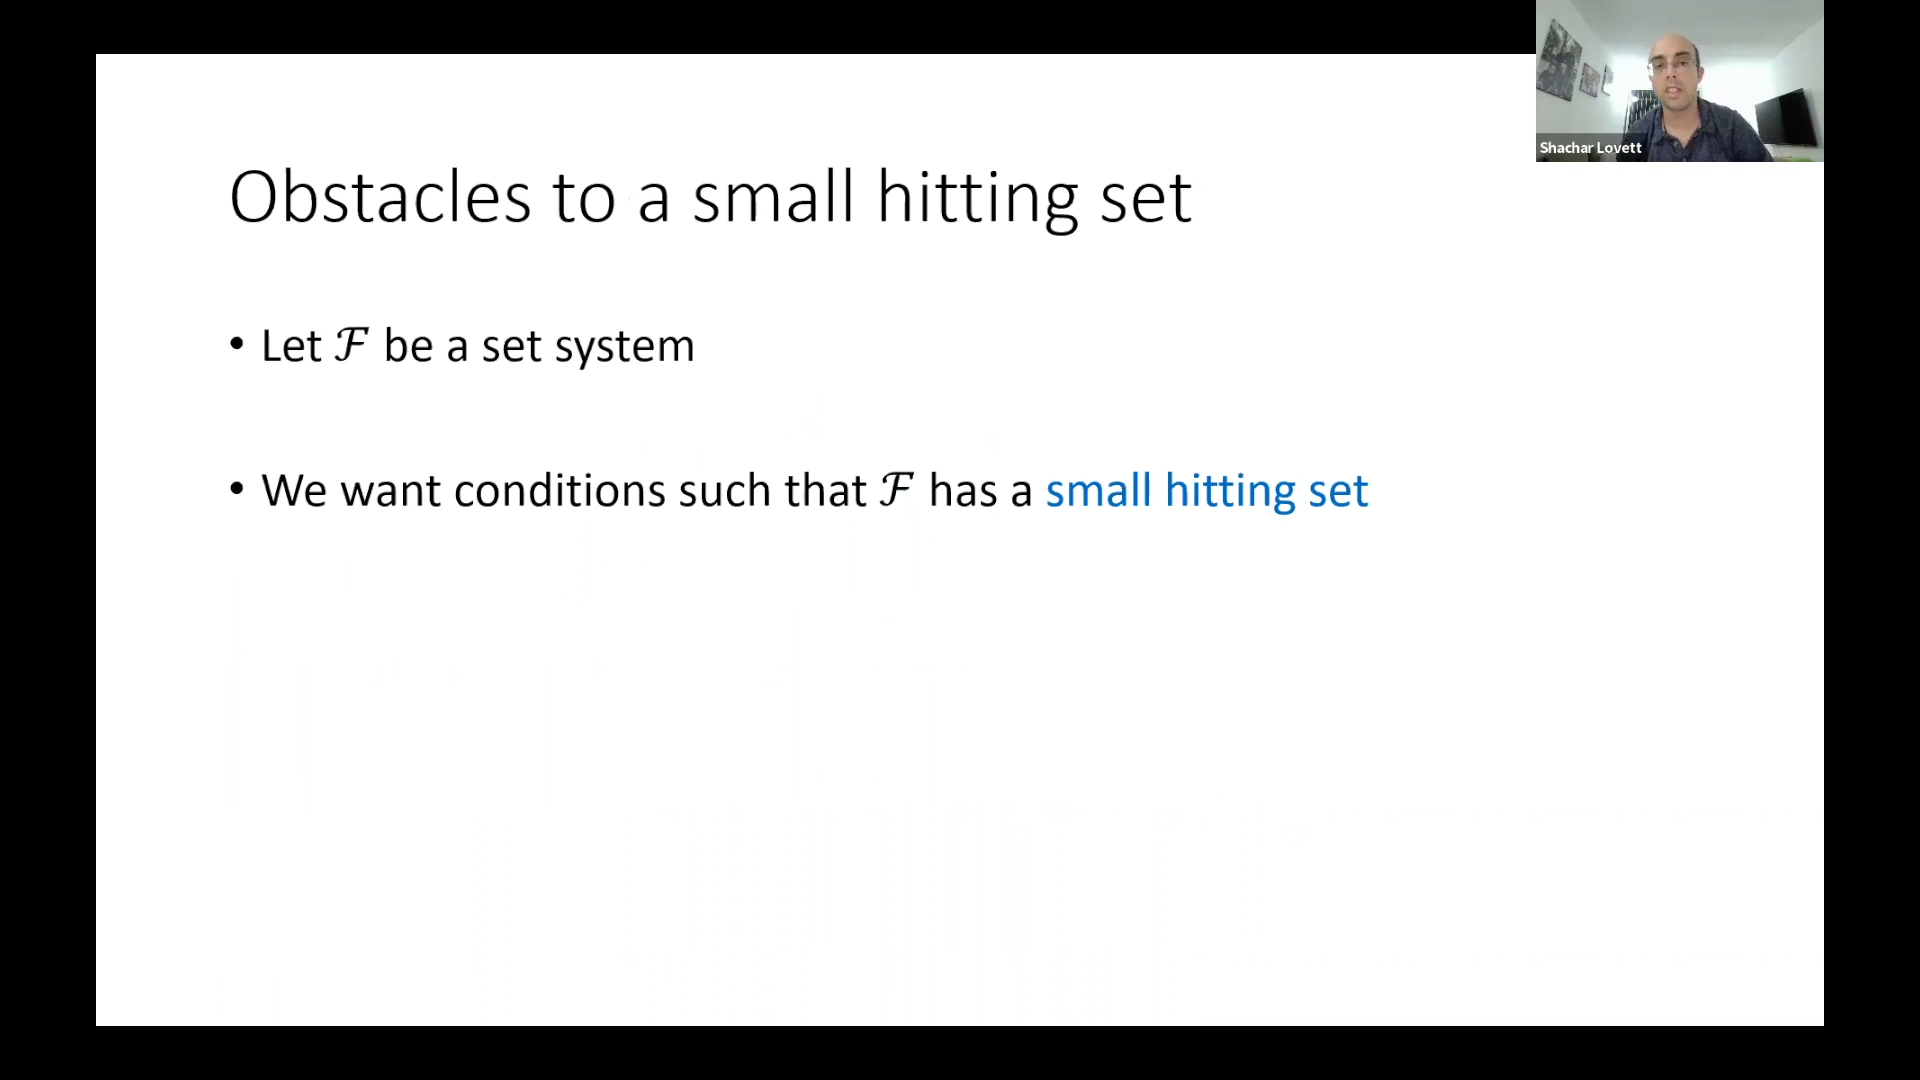 Shachar Lovett
Obstacles to a small hitting set
• Let ℱ be a set system
• We want conditions such that ℱ has a small hitting set